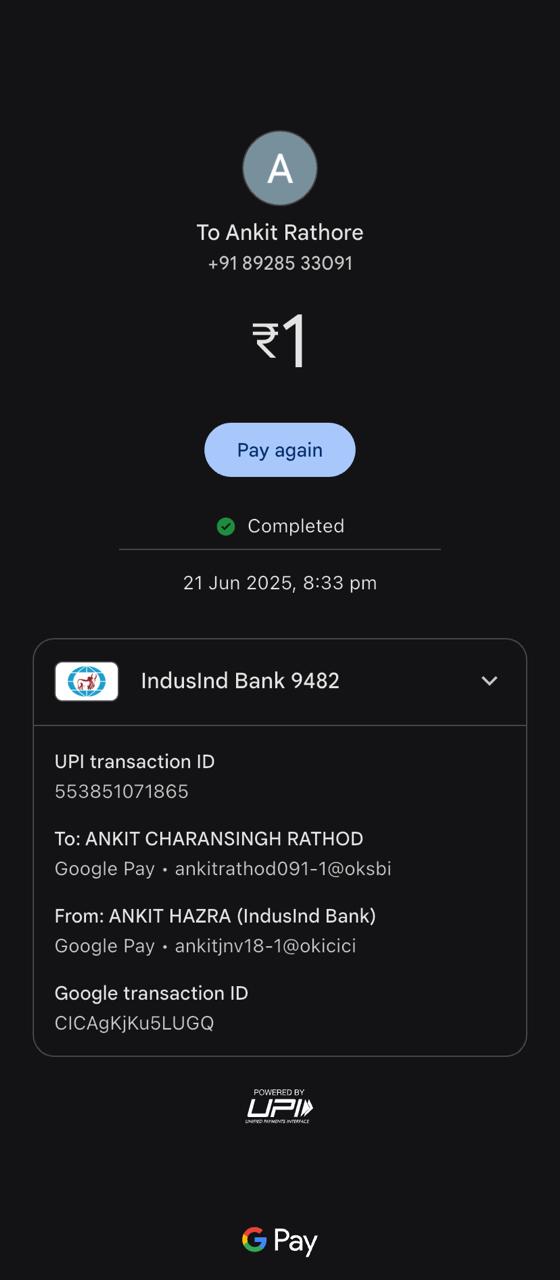 A
To Ankit Rathore
+91 89285 33091
₹1
Pay again
Completed
21 Jun 2025, 8:33 pm
IndusInd Bank 9482
UPI transaction ID
553851071865
To: ANKIT CHARANSINGH RATHOD
Google Pay • ankitrathod091-1@oksbi
From: ANKIT HAZRA (IndusInd Bank)
Google Pay • ankitjnv18-1@okicici
Google transaction ID
CICAgKjKu5LUGQ
POWERED BY
UPI
UNIFIED PAYMENTS INTERFACE
G Pay